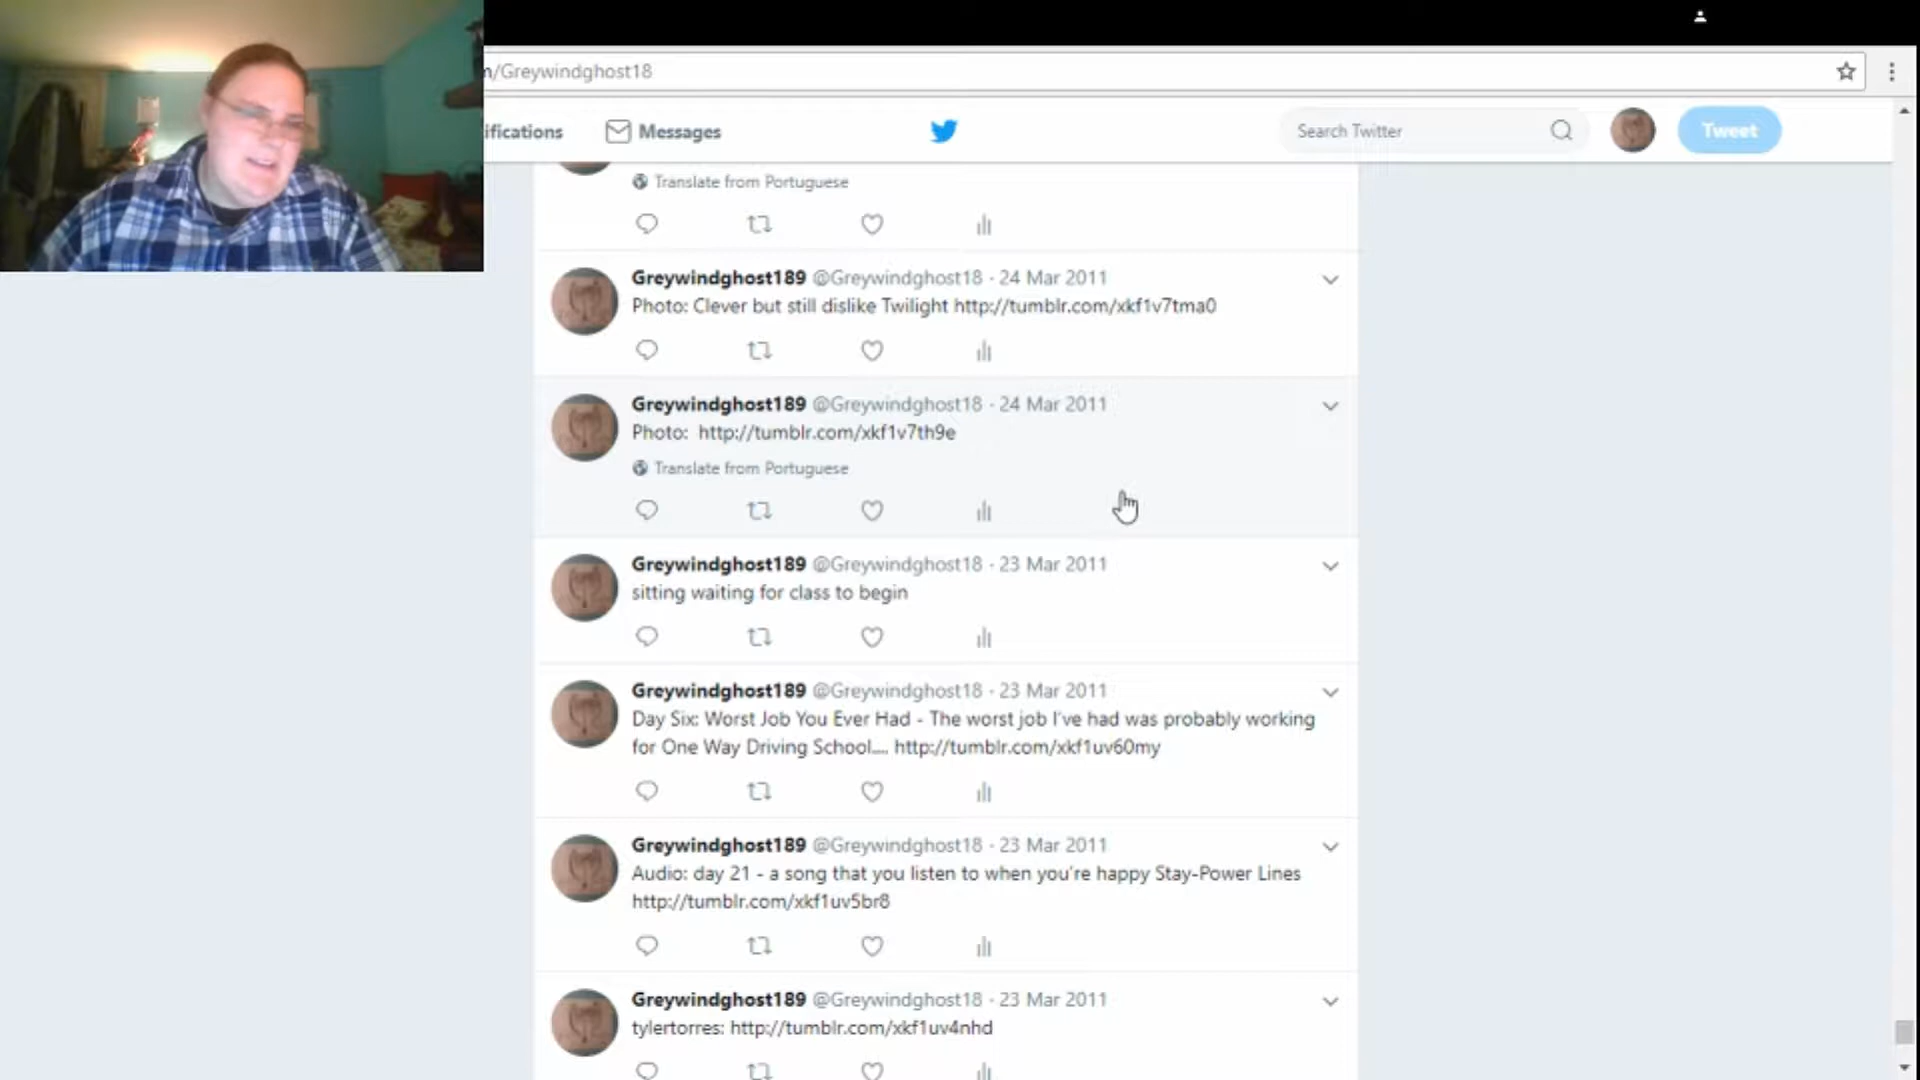 /Greywindghost18
ifications
Messages
Search Twitter
Tweet
Translate from Portuguese
Greywindghost189 @Greywindghost18 · 24 Mar 2011
Photo: Clever but still dislike Twilight http://tumblr.com/xkf1v7tma0
Greywindghost189 @Greywindghost18 · 24 Mar 2011
Photo: http://tumblr.com/xkf1v7th9e
Translate from Portuguese
Greywindghost189 @Greywindghost18 · 23 Mar 2011
sitting waiting for class to begin
Greywindghost189 @Greywindghost18 · 23 Mar 2011
Day Six: Worst Job You Ever Had - The worst job I've had was probably working
for One Way Driving School.... http://tumblr.com/xkf1uv60my
Greywindghost189 @Greywindghost18 · 23 Mar 2011
Audio: day 21 - a song that you listen to when you're happy Stay-Power Lines
http://tumblr.com/xkf1uv5br8
Greywindghost189 @Greywindghost18 · 23 Mar 2011
tylertorres: http://tumblr.com/xkf1uv4nhd